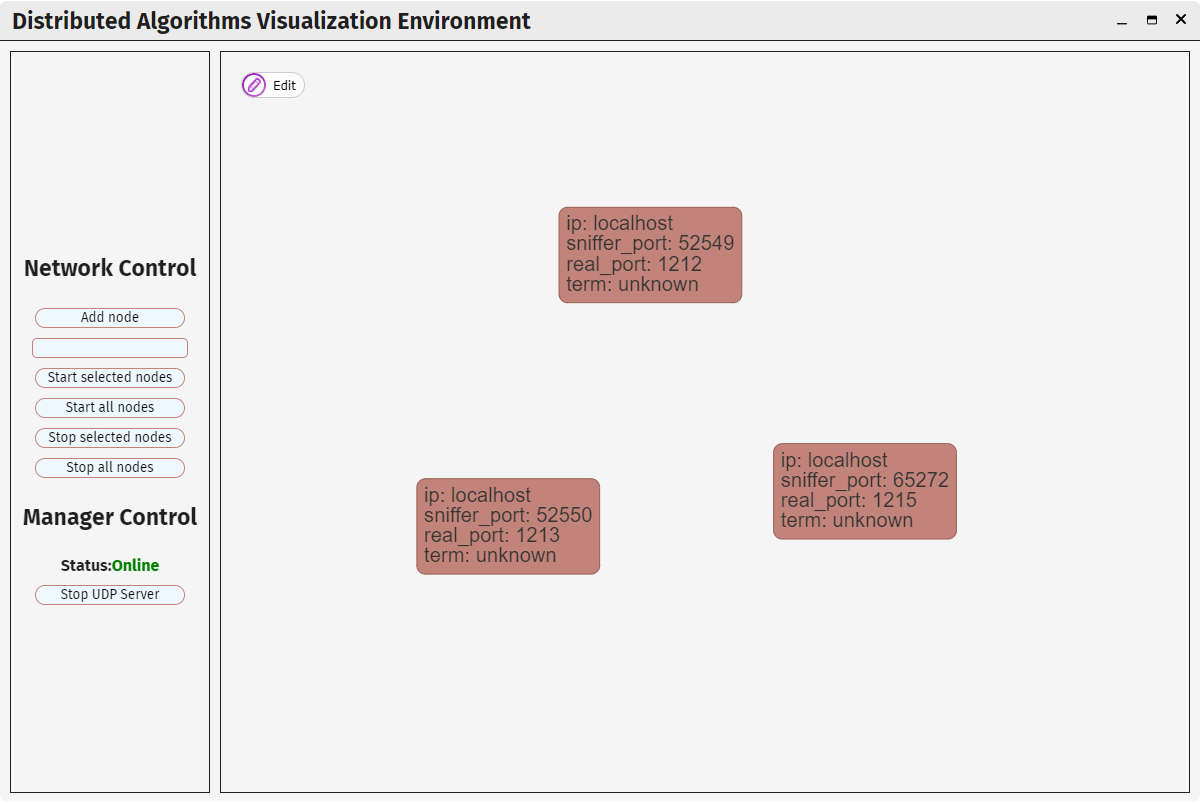 Distributed Algorithms Visualization Environment
Network Control
Add node
Start selected nodes
Start all nodes
Stop selected nodes
Stop all nodes
Manager Control
Status:Online
Stop UDP Server
Edit
ip: localhost
sniffer_port: 52549
real_port: 1212
term: unknown
ip: localhost
sniffer_port: 52550
real_port: 1213
term: unknown
ip: localhost
sniffer_port: 65272
real_port: 1215
term: unknown